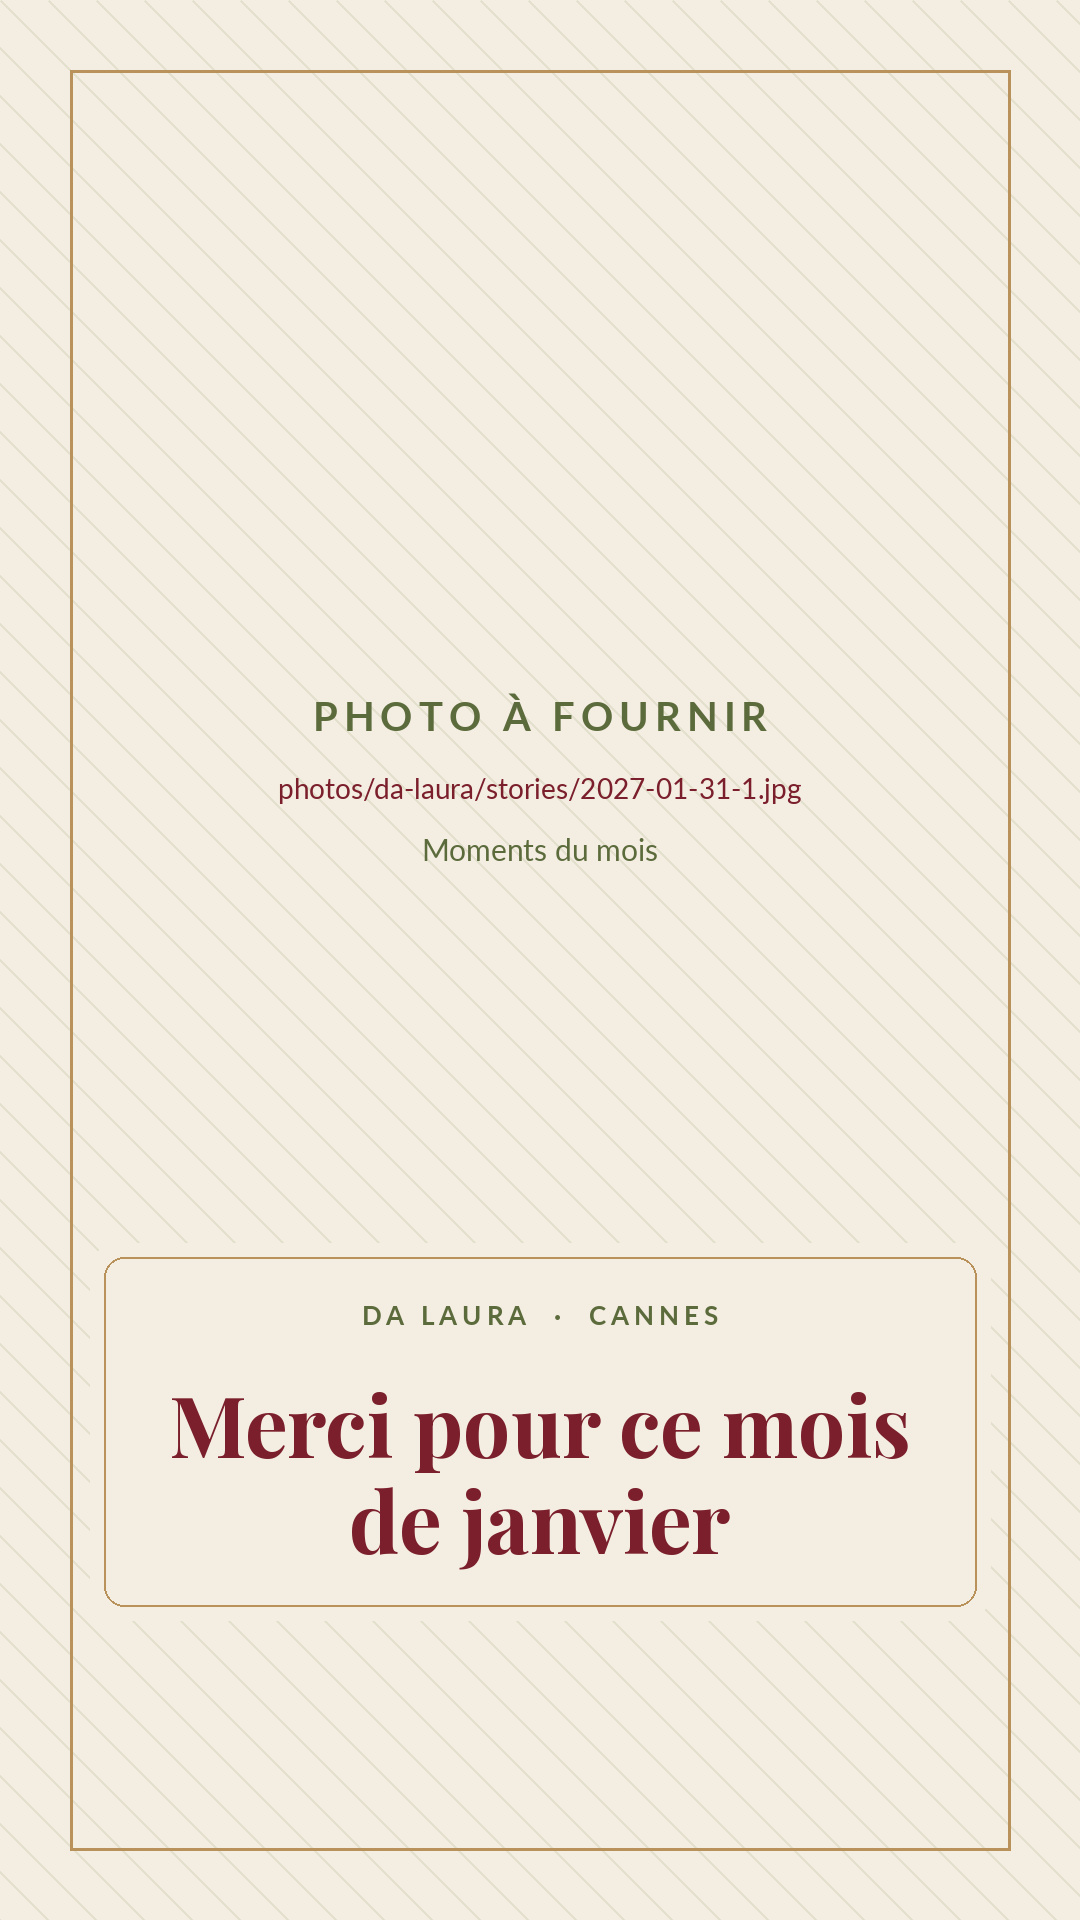 PHOTO À FOURNIR
photos/da-laura/stories/2027-01-31-1.jpg
Moments du mois
DA LAURA · CANNES
Merci pour ce mois
de janvier